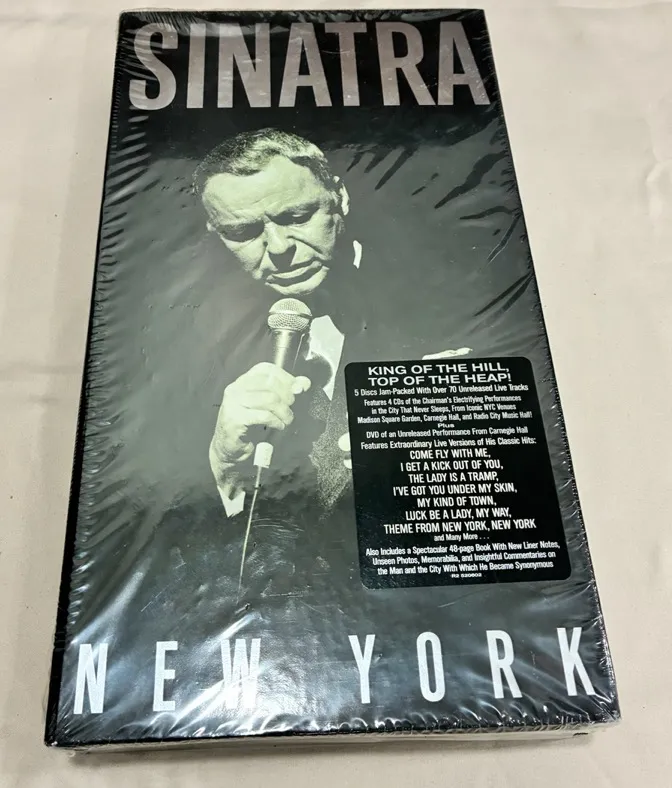 SINATRA
KING OF THE HILL,
TOP OF THE HEAP!
5 Discs Jam-Packed With Over 70 Unreleased Live Tracks
Features 4 CDs of the Chairman's Electrifying Performances
in the City That Never Sleeps, From Iconic NYC Venues
Madison Square Garden, Carnegie Hall, and Radio City Music Hall!
Plus
DVD of an Unreleased Performance From Carnegie Hall
Features Extraordinary Live Versions of His Classic Hits:
COME FLY WITH ME,
I GET A KICK OUT OF YOU,
THE LADY IS A TRAMP,
I'VE GOT YOU UNDER MY SKIN,
MY KIND OF TOWN,
LUCK BE A LADY, MY WAY,
THEME FROM NEW YORK, NEW YORK
and Many More . . .
Also Includes a Spectacular 48-page Book With New Liner Notes,
Unseen Photos, Memorabilia, and Insightful Commentaries on
the Man and the City With Which He Became Synonymous
R2 520602
NEW YORK